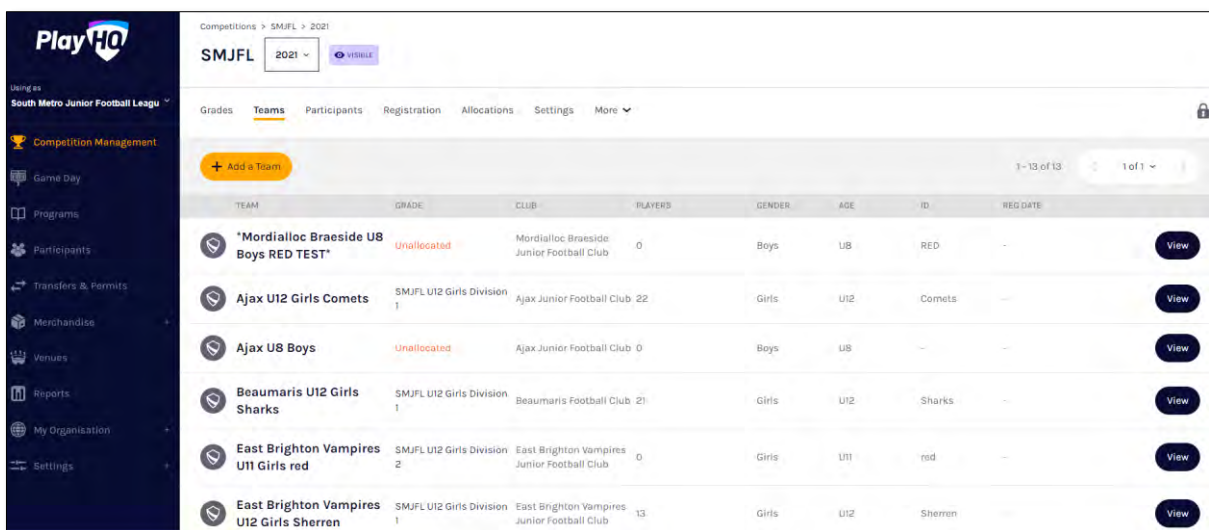 PlayHQ
Using as
South Metro Junior Football Leagu
Competition Management
Game Day
Programs
Participants
Transfers & Permits
Merchandise +
Venues
Reports
My Organisation +
Settings +
Competitions > SMJFL > 2021
SMJFL 2021 VISIBLE
Grades Teams Participants Registration Allocations Settings More
+ Add a Team 1-13 of 13 1 of 1
TEAM GRADE CLUB PLAYERS GENDER AGE ID REG DATE
"Mordialloc Braeside U8 Unallocated Mordialloc Braeside 0 Boys U8 RED - View
Boys RED TEST" Junior Football Club
Ajax U12 Girls Comets SMJFL U12 Girls Division Ajax Junior Football Club 22 Girls U12 Comets - View
1
Ajax U8 Boys Unallocated Ajax Junior Football Club 0 Boys U8 - - View
Beaumaris U12 Girls SMJFL U12 Girls Division Beaumaris Football Club 21 Girls U12 Sharks - View
Sharks 1
East Brighton Vampires SMJFL U12 Girls Division East Brighton Vampires 0 Girls U11 red - View
U11 Girls red 2 Junior Football Club
East Brighton Vampires SMJFL U12 Girls Division East Brighton Vampires 13 Girls U12 Sherren - View
U12 Girls Sherren 1 Junior Football Club